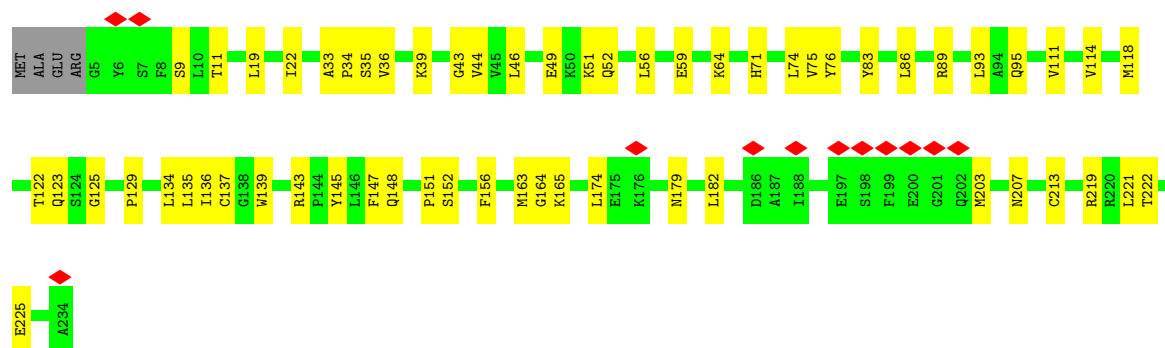 MET ALA GLU ARG G5 Y6 S7 F8 S9 L10 T11 L19 I22 A33 P34 S35 V36 K39 G43 V44 V45 L46 E49 K50 K51 Q52 L56 E59 K64 H71 L74 V75 Y76 Y83 L86 R89 L93 A94 Q95 V111 V114 M118
T122 Q123 S124 G125 P129 L134 L135 I136 C137 G138 W139 R143 P144 Y145 L146 F147 Q148 P151 S152 F156 M163 G164 K165 L174 E175 K176 N179 L182 D186 A187 I188 E197 S198 F199 E200 G201 Q202 M203 N207 C213 R219 R220 L221 T222
E225 A234